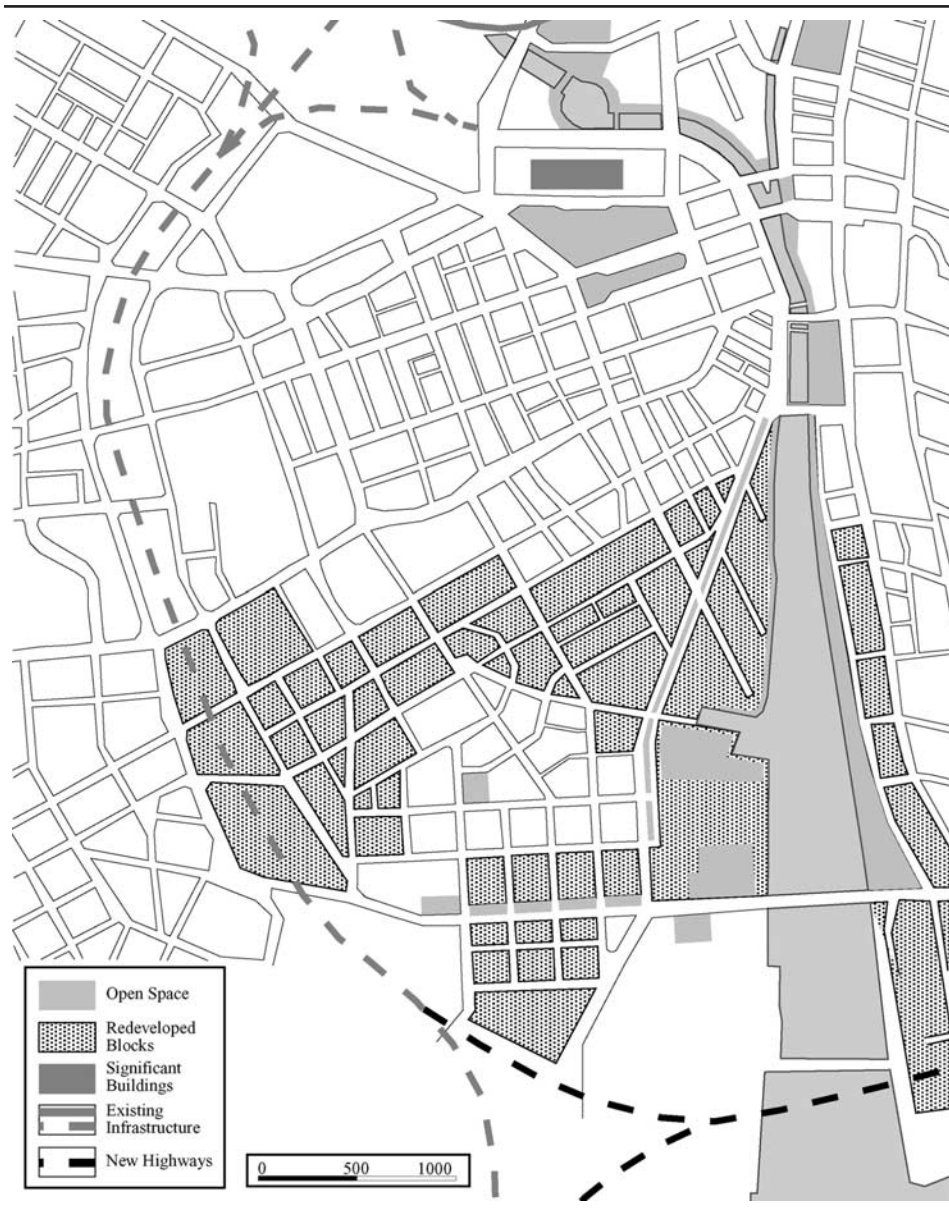 Open Space
Redeveloped
Blocks
Significant
Buildings
Existing
Infrastructure
New Highways
0 500 1000